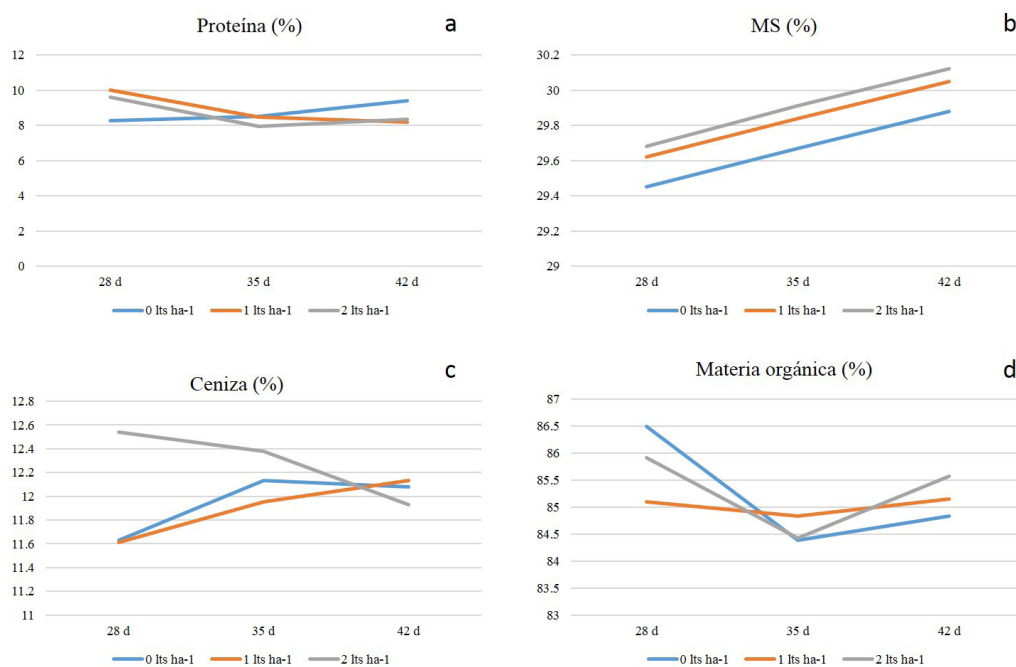 Proteína (%)
a
12
10
8
6
4
2
0
28 d
35 d
42 d
0 lts ha-1
1 lts ha-1
2 lts ha-1
MS (%)
b
30.2
30
29.8
29.6
29.4
29.2
29
28 d
35 d
42 d
0 lts ha-1
1 lts ha-1
2 lts ha-1
Ceniza (%)
c
12.8
12.6
12.4
12.2
12
11.8
11.6
11.4
11.2
11
28 d
35 d
42 d
0 lts ha-1
1 lts ha-1
2 lts ha-1
Materia orgánica (%)
d
87
86.5
86
85.5
85
84.5
84
83.5
83
28 d
35 d
42 d
0 lts ha-1
1 lts ha-1
2 lts ha-1